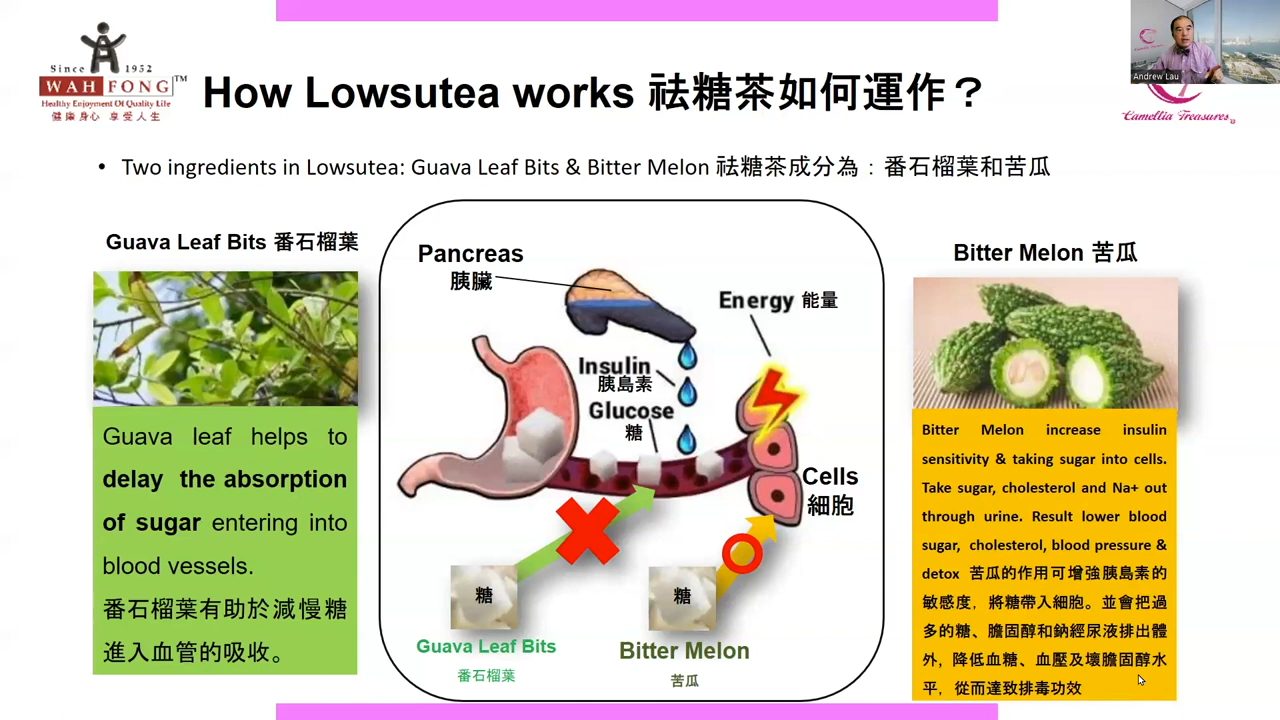 Since 1952
WAH FONG™
Healthy Enjoyment Of Quality Life
健康身心 享受人生
How Lowsutea works 祛糖茶如何運作？
Andrew Lau
Camellia Treasures
• Two ingredients in Lowsutea: Guava Leaf Bits & Bitter Melon 祛糖茶成分為：番石榴葉和苦瓜
Guava Leaf Bits 番石榴葉
Guava leaf helps to
delay the absorption
of sugar entering into
blood vessels.
番石榴葉有助於減慢糖
進入血管的吸收。
Pancreas
胰臟
Energy 能量
Insulin
胰島素
Glucose
糖
Cells
細胞
糖
糖
Guava Leaf Bits
番石榴葉
Bitter Melon
苦瓜
Bitter Melon 苦瓜
Bitter Melon increase insulin
sensitivity & taking sugar into cells.
Take sugar, cholesterol and Na+ out
through urine. Result lower blood
sugar, cholesterol, blood pressure &
detox 苦瓜的作用可增強胰島素的
敏感度，將糖帶入細胞。並會把過
多的糖、膽固醇和鈉經尿液排出體
外，降低血糖、血壓及壞膽固醇水
平，從而達致排毒功效